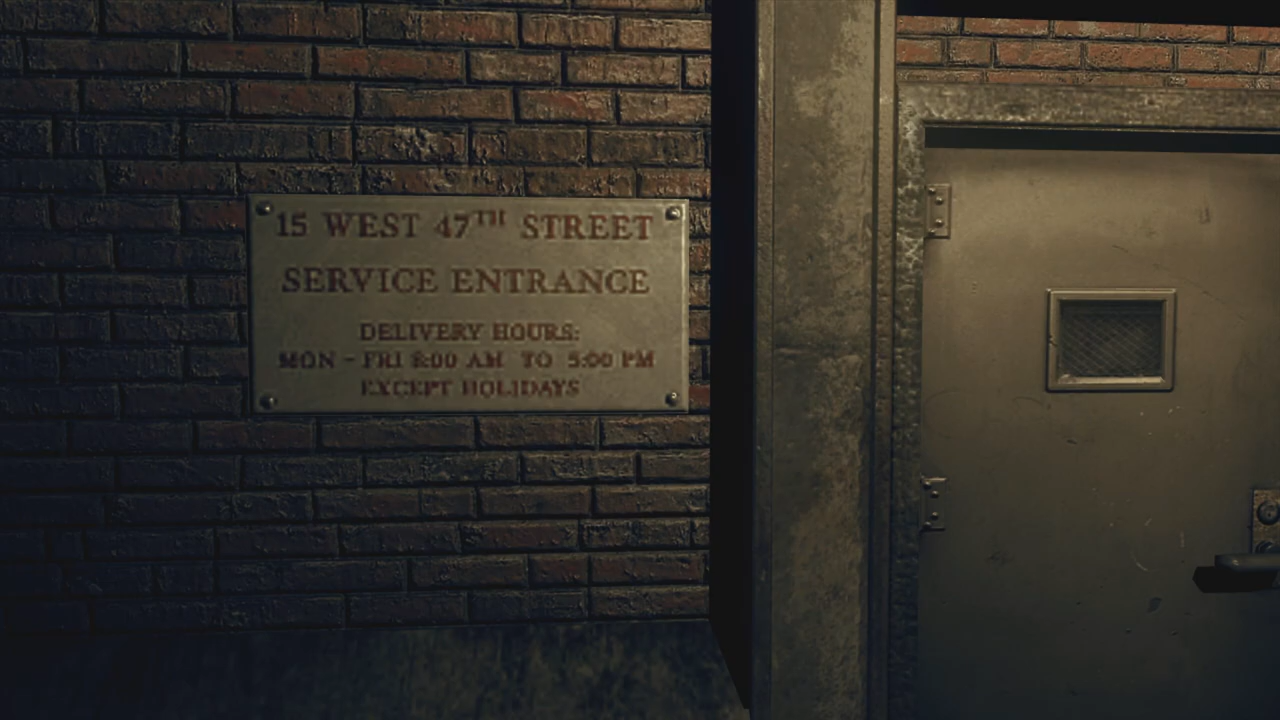 15 WEST 47TH STREET
SERVICE ENTRANCE
DELIVERY HOURS:
MON - FRI 8:00 AM TO 5:00 PM
EXCEPT HOLIDAYS